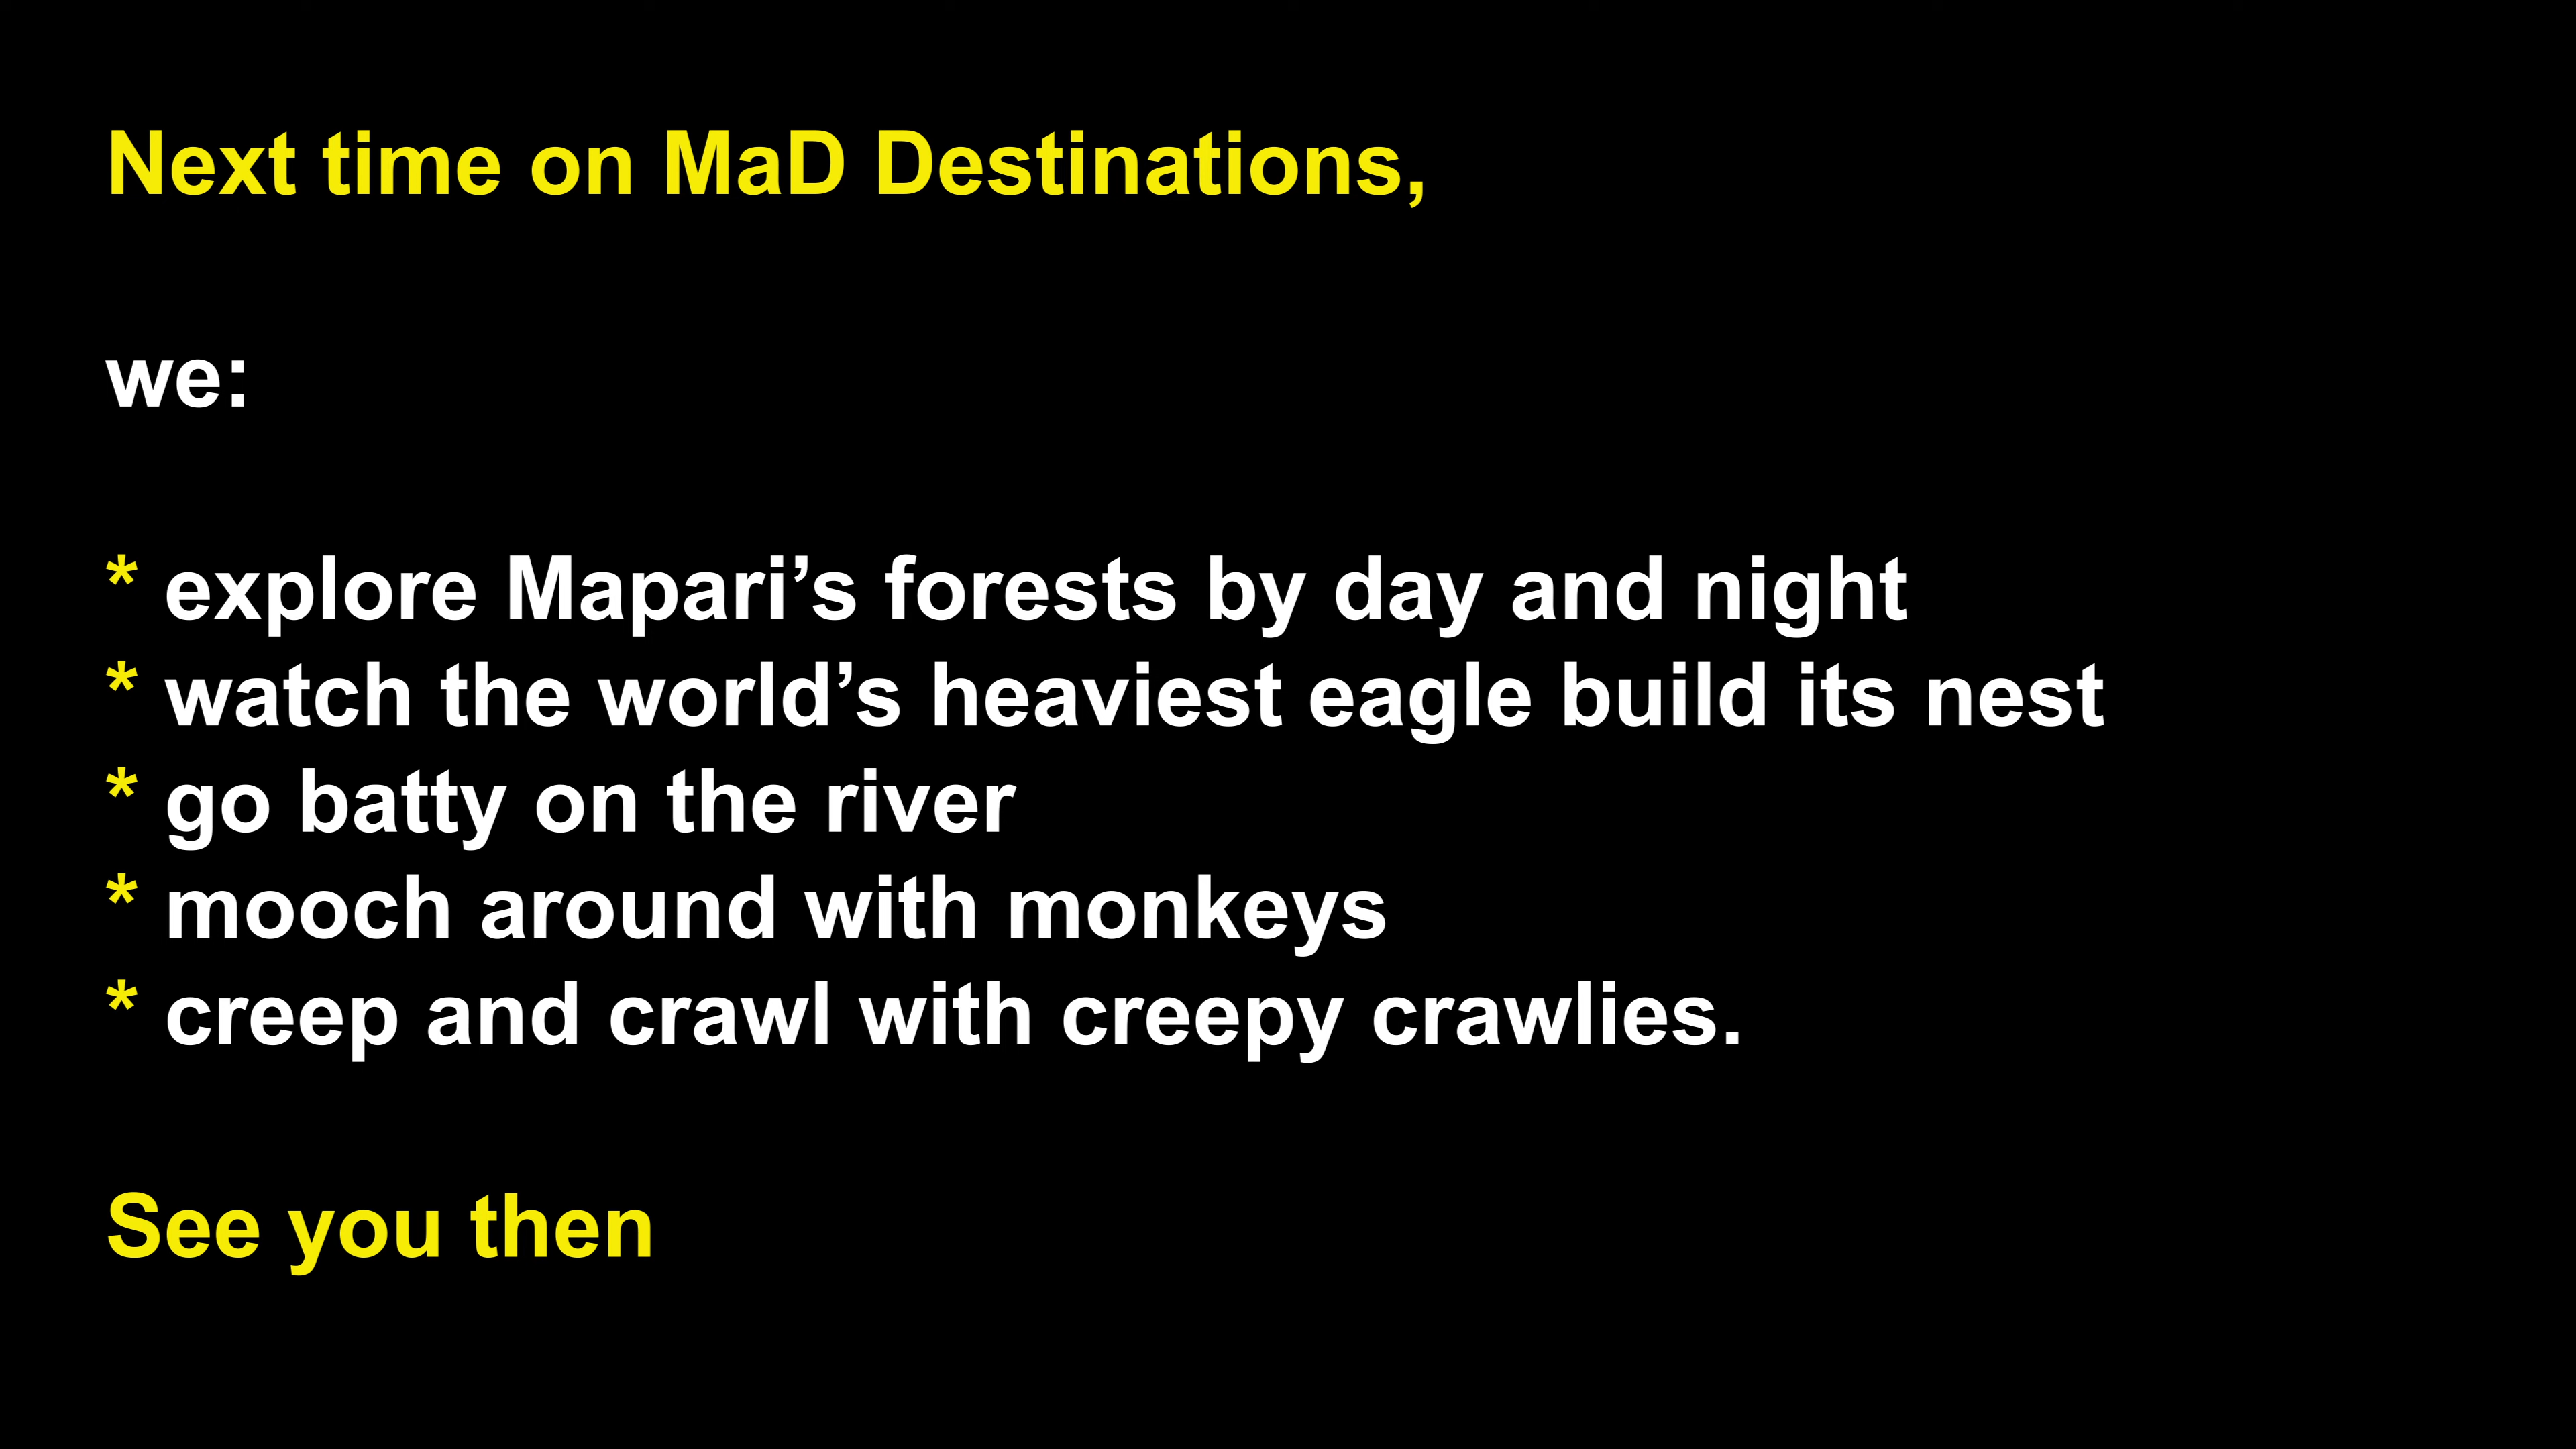 Next time on MaD Destinations,
we:
* explore Mapari’s forests by day and night
* watch the world’s heaviest eagle build its nest
* go batty on the river
* mooch around with monkeys
* creep and crawl with creepy crawlies.
See you then